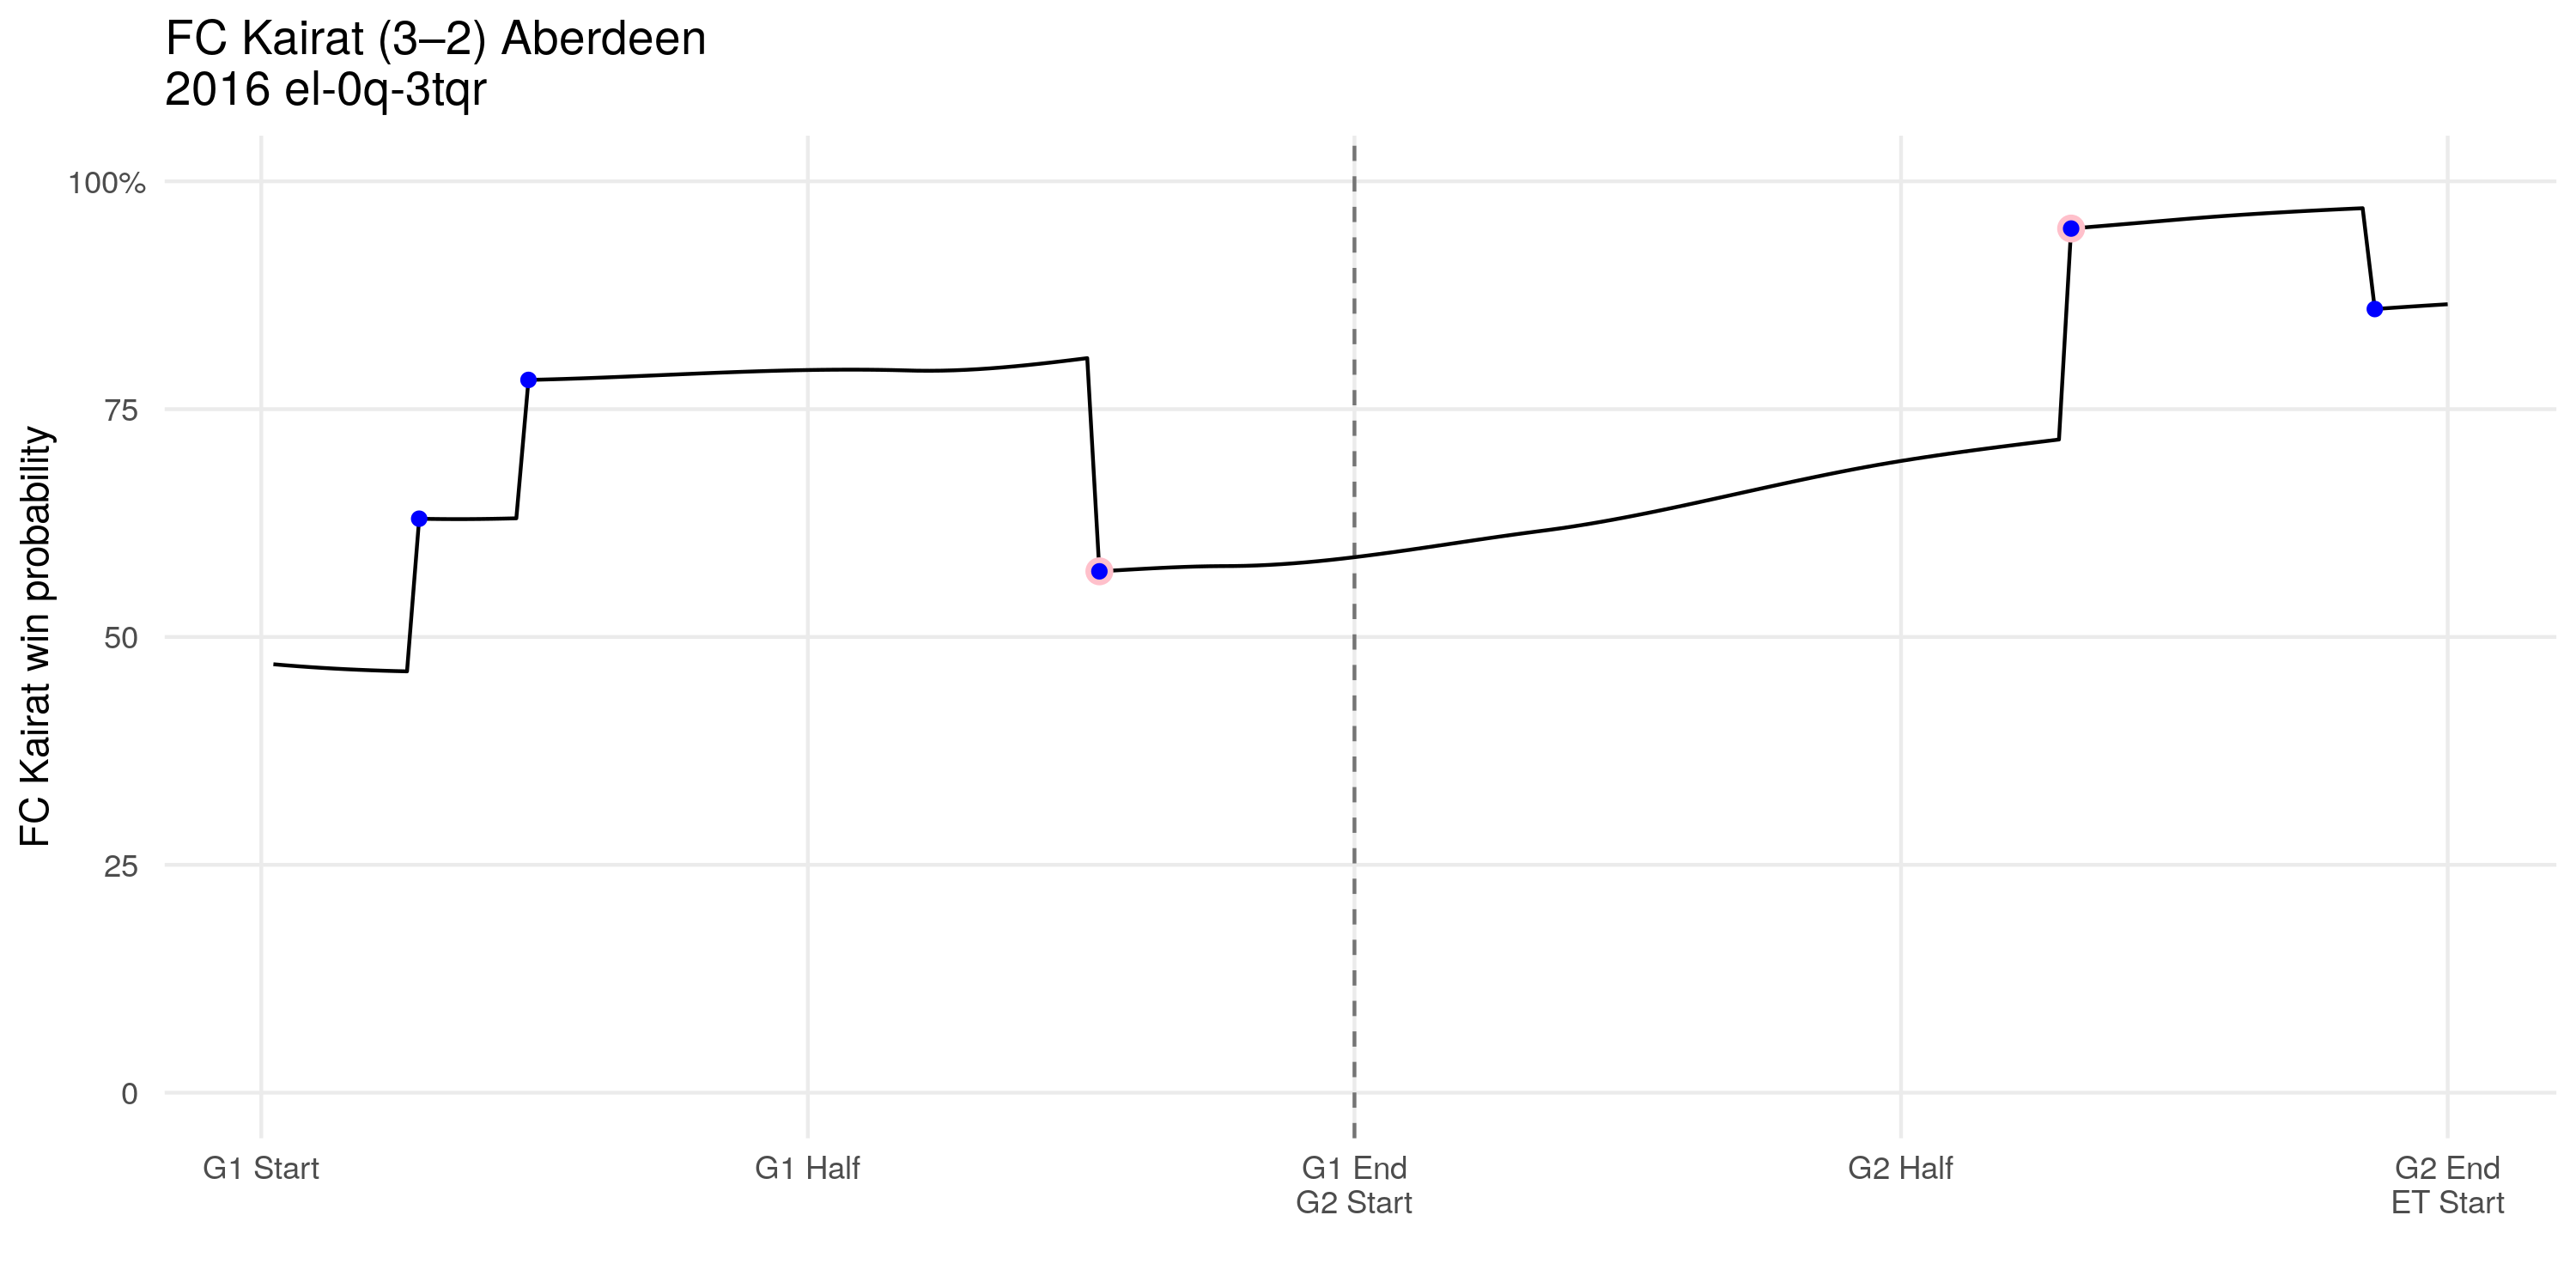 FC Kairat (3–2) Aberdeen
2016 el-0q-3tqr
FC Kairat win probability
100%
75
50
25
0
G1 Start
G1 Half
G1 End
G2 Start
G2 Half
G2 End
ET Start